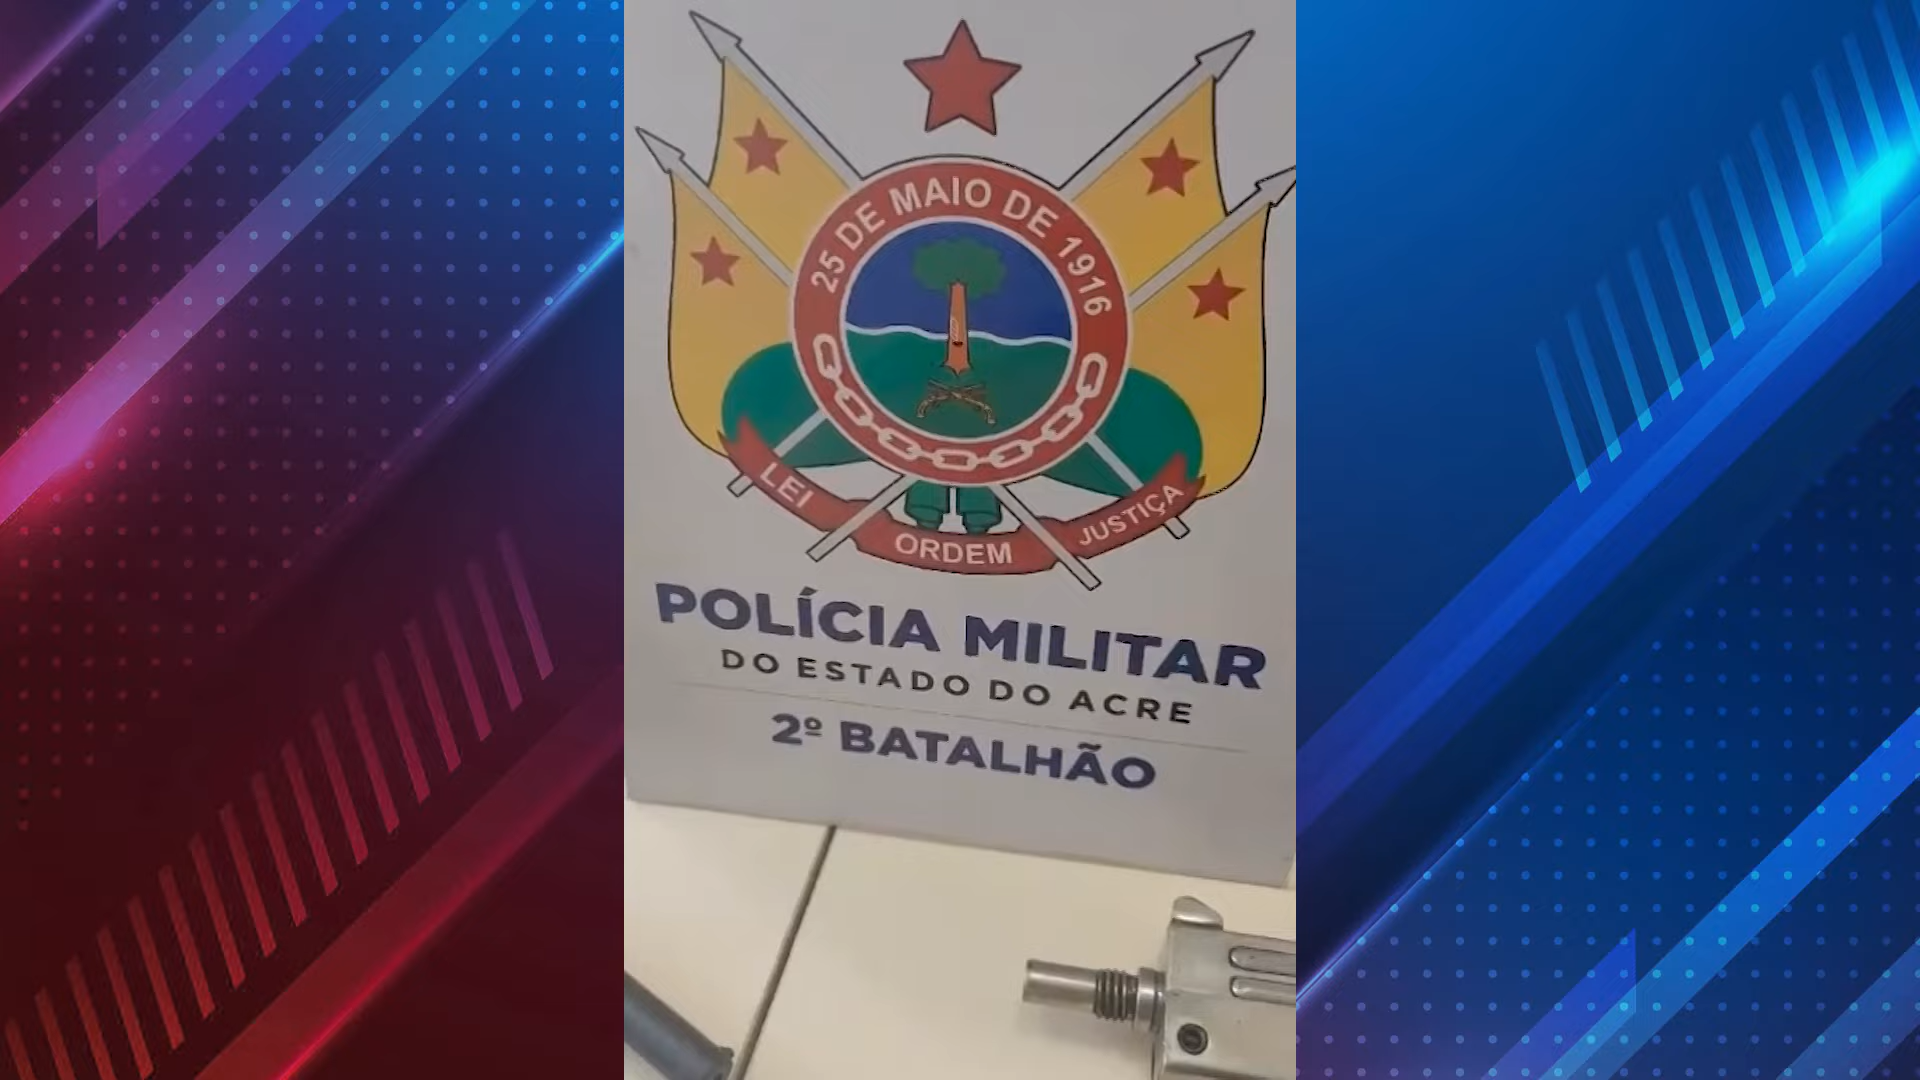 25 DE MAIO DE 1916
LEI
ORDEM
JUSTIÇA
POLÍCIA MILITAR
DO ESTADO DO ACRE
2º BATALHÃO